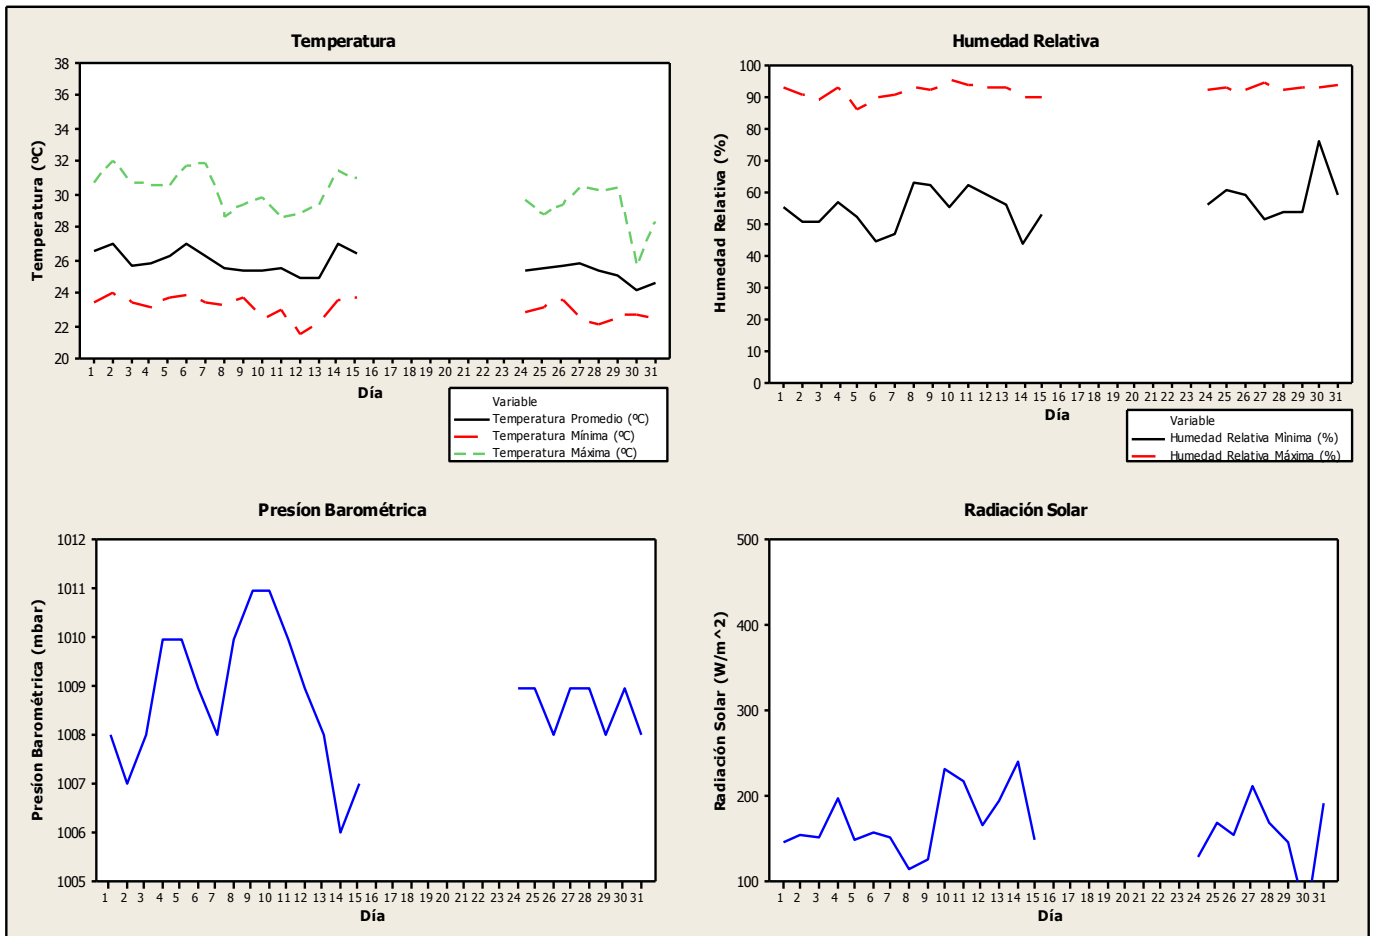 Temperatura
38
36
34
32
30
28
26
24
22
20
Temperatura (ºC)
1 2 3 4 5 6 7 8 9 10 11 12 13 14 15 16 17 18 19 20 21 22 23 24 25 26 27 28 29 30 31
Día
Variable
Temperatura Promedio (ºC)
Temperatura Mínima (ºC)
Temperatura Máxima (ºC)
Humedad Relativa
100
90
80
70
60
50
40
30
20
10
0
Humedad Relativa (%)
1 2 3 4 5 6 7 8 9 10 11 12 13 14 15 16 17 18 19 20 21 22 23 24 25 26 27 28 29 30 31
Día
Variable
Humedad Relativa Mìnima (%)
Humedad Relativa Máxima (%)
Presíon Barométrica
1012
1011
1010
1009
1008
1007
1006
1005
Presíon Barométrica (mbar)
1 2 3 4 5 6 7 8 9 10 11 12 13 14 15 16 17 18 19 20 21 22 23 24 25 26 27 28 29 30 31
Día
Radiación Solar
500
400
300
200
100
Radiación Solar (W/m^2)
1 2 3 4 5 6 7 8 9 10 11 12 13 14 15 16 17 18 19 20 21 22 23 24 25 26 27 28 29 30 31
Día